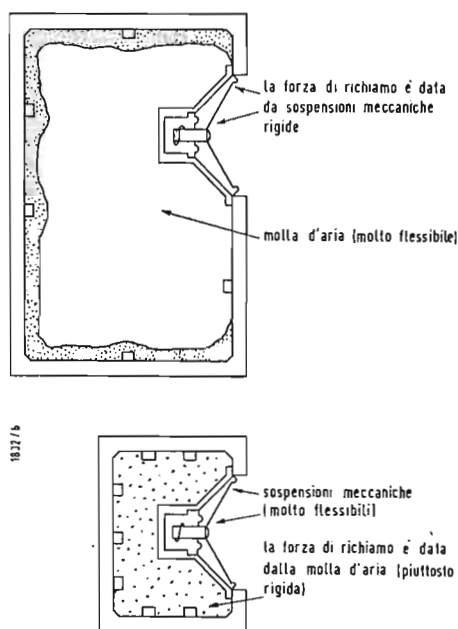 la forza di richiamo è data
da sospensioni meccaniche
rigide
molla d'aria (molto flessibile)
1832/6
sospensioni meccaniche
(molto flessibili)
la forza di richiamo è data
dalla molla d'aria (piuttosto
rigida)